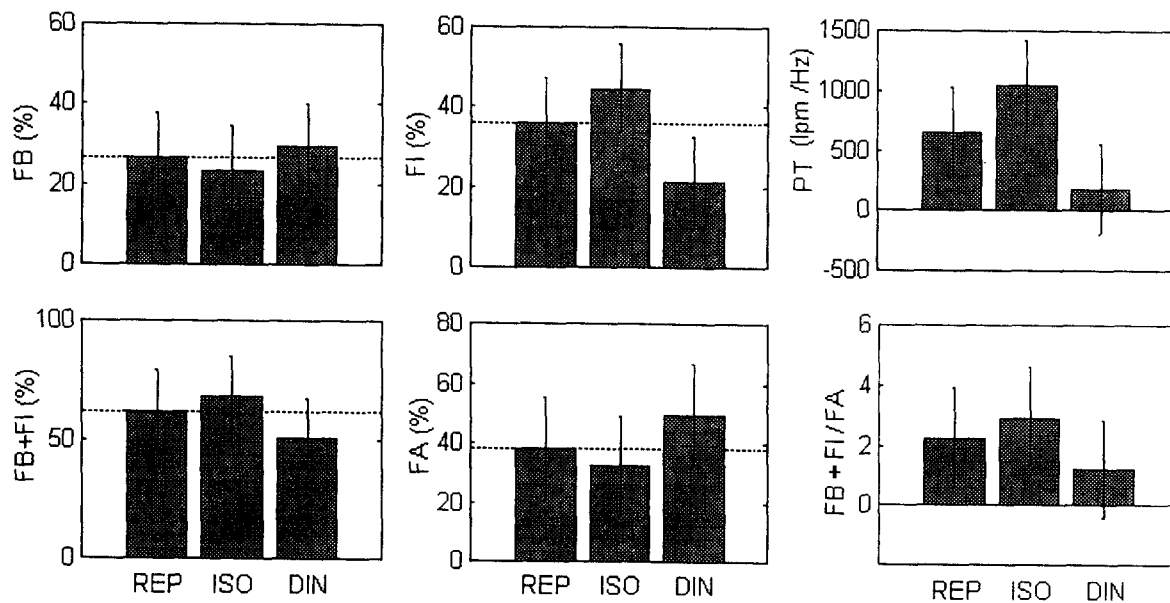 FB (%)
60
40
20
0
FI (%)
60
40
20
0
PT (lpm /Hz)
1500
1000
500
0
-500
FB+FI (%)
100
50
0
REP ISO DIN
FA (%)
80
60
40
20
0
REP ISO DIN
FB+FI/FA
6
4
2
0
REP ISO DIN